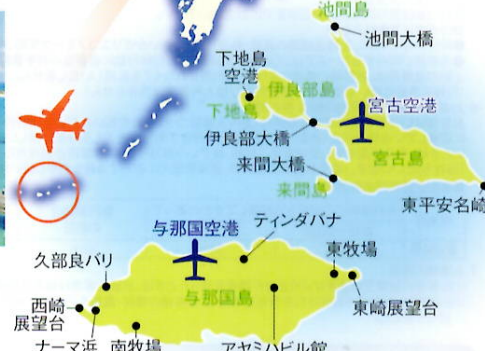 池間島
池間大橋
下地島
空港
伊良部島
下地島
宮古空港
伊良部大橋
宮古島
来間大橋
来間島
東平安名崎
ティンダバナ
与那国空港
東牧場
久部良バリ
与那国島
西崎
展望台
東崎展望台
ナーマ浜
南牧場
アヤミハビル館